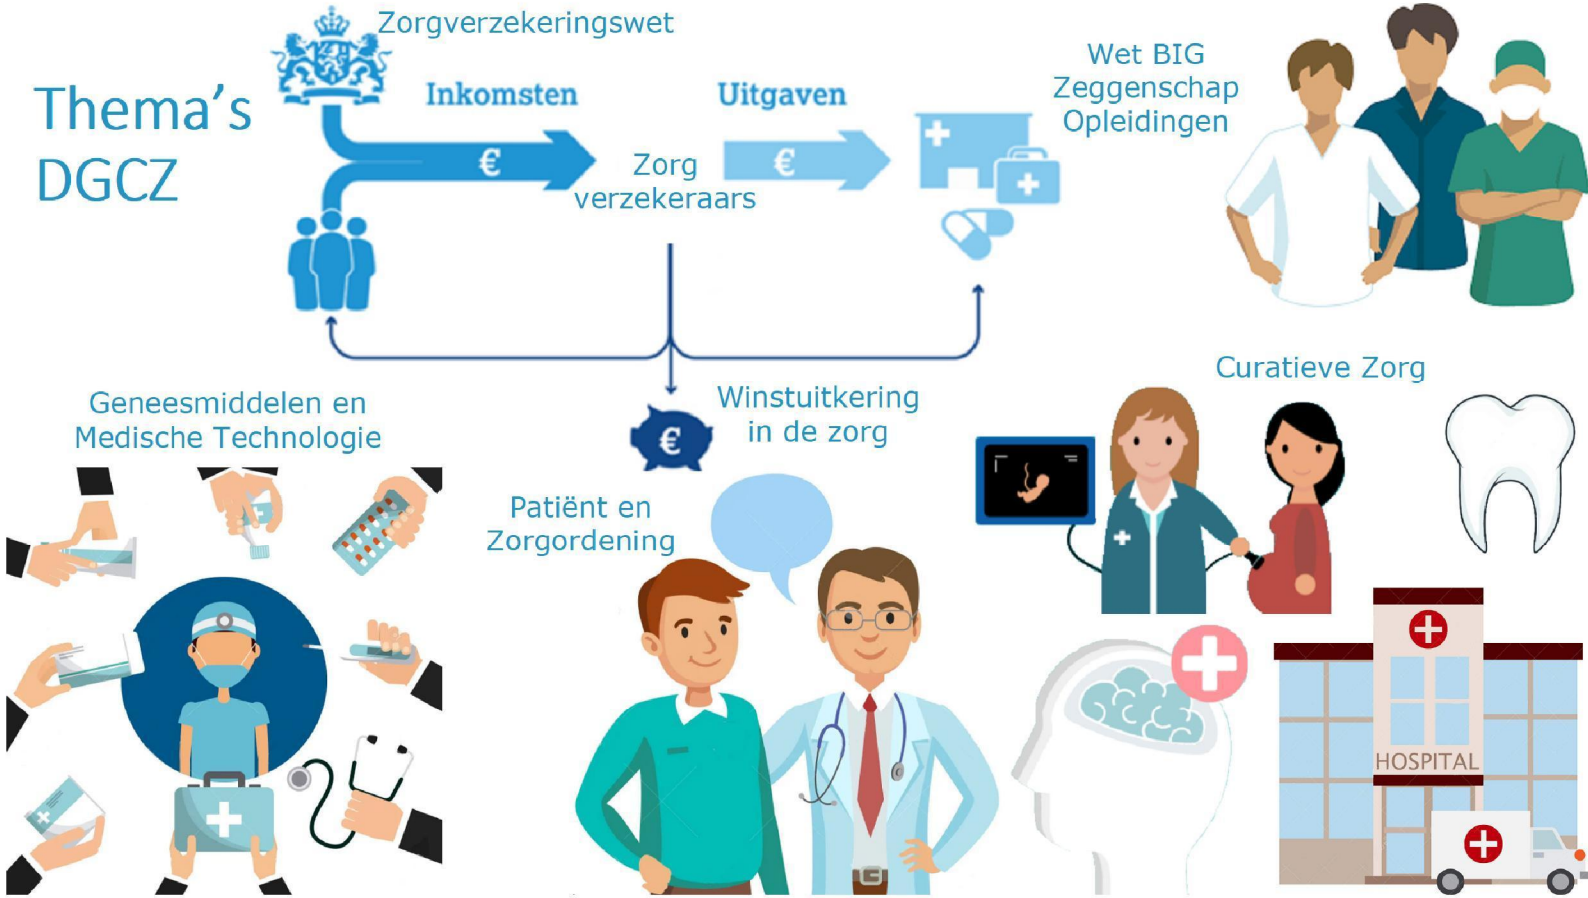 Thema's
DGCZ
Zorgverzekeringswet
Inkomsten
€
Uitgaven
€
Zorg
verzekeraars
Wet BIG
Zeggenschap
Opleidingen
Geneesmiddelen en
Medische Technologie
€
Winstuitkering
in de zorg
Patiënt en
Zorgordening
Curatieve Zorg
HOSPITAL